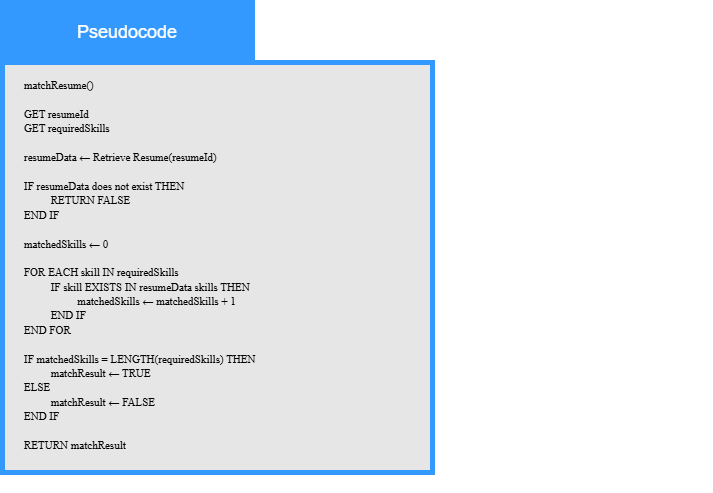 Pseudocode
matchResume()
GET resumeId
GET requiredSkills
resumeData ← Retrieve Resume(resumeId)
IF resumeData does not exist THEN
RETURN FALSE
END IF
matchedSkills ← 0
FOR EACH skill IN requiredSkills
IF skill EXISTS IN resumeData skills THEN
matchedSkills ← matchedSkills + 1
END IF
END FOR
IF matchedSkills = LENGTH(requiredSkills) THEN
matchResult ← TRUE
ELSE
matchResult ← FALSE
END IF
RETURN matchResult